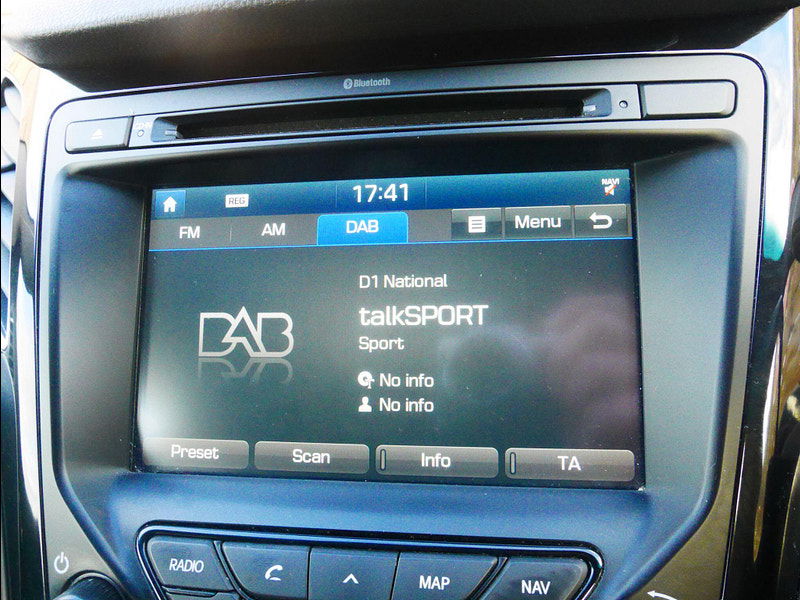 Bluetooth
REG 17:41 NAVI
FM AM DAB Menu
D1 National
talkSPORT
Sport
DAB
No info
No info
Preset Scan Info TA
RADIO MAP NAV